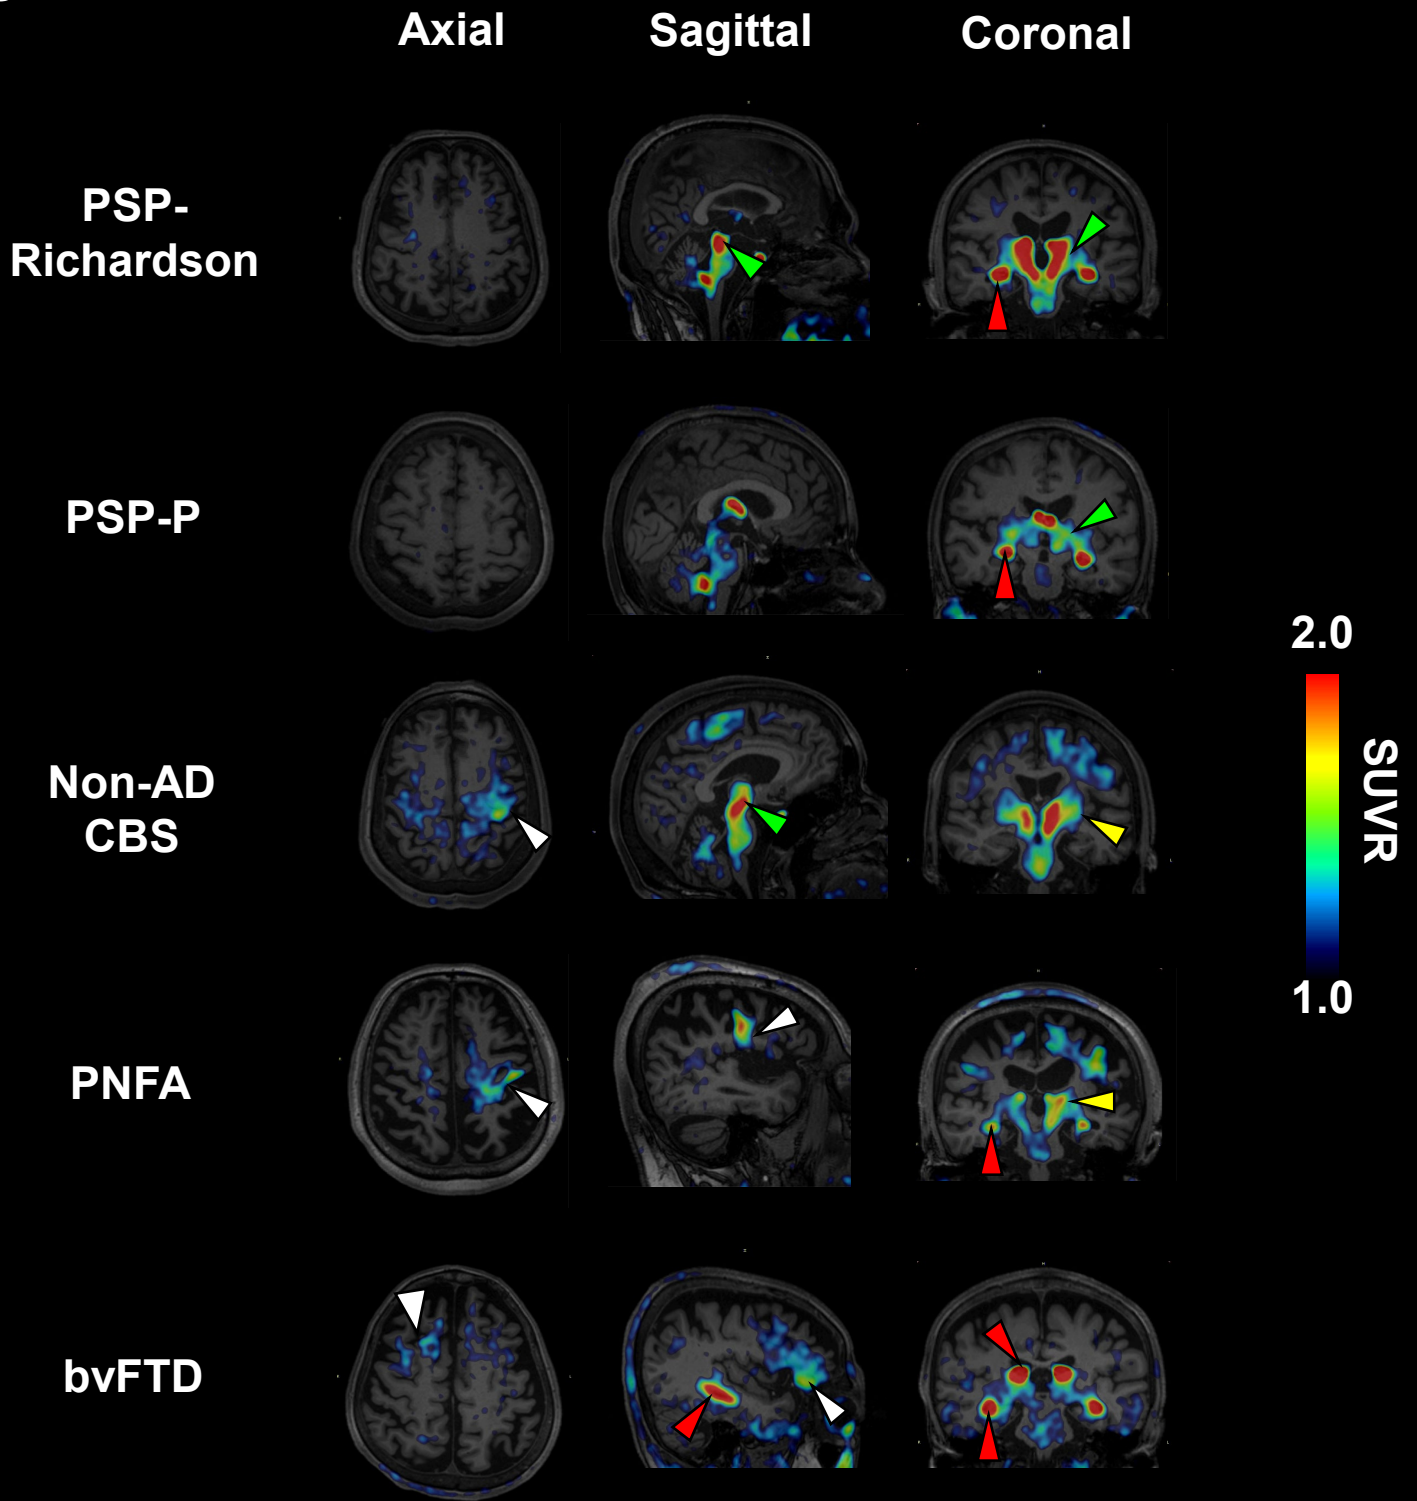 Axial Sagittal Coronal
PSP-
Richardson
PSP-P
2.0
Non-AD
CBS
SUVR
1.0
PNFA
bvFTD